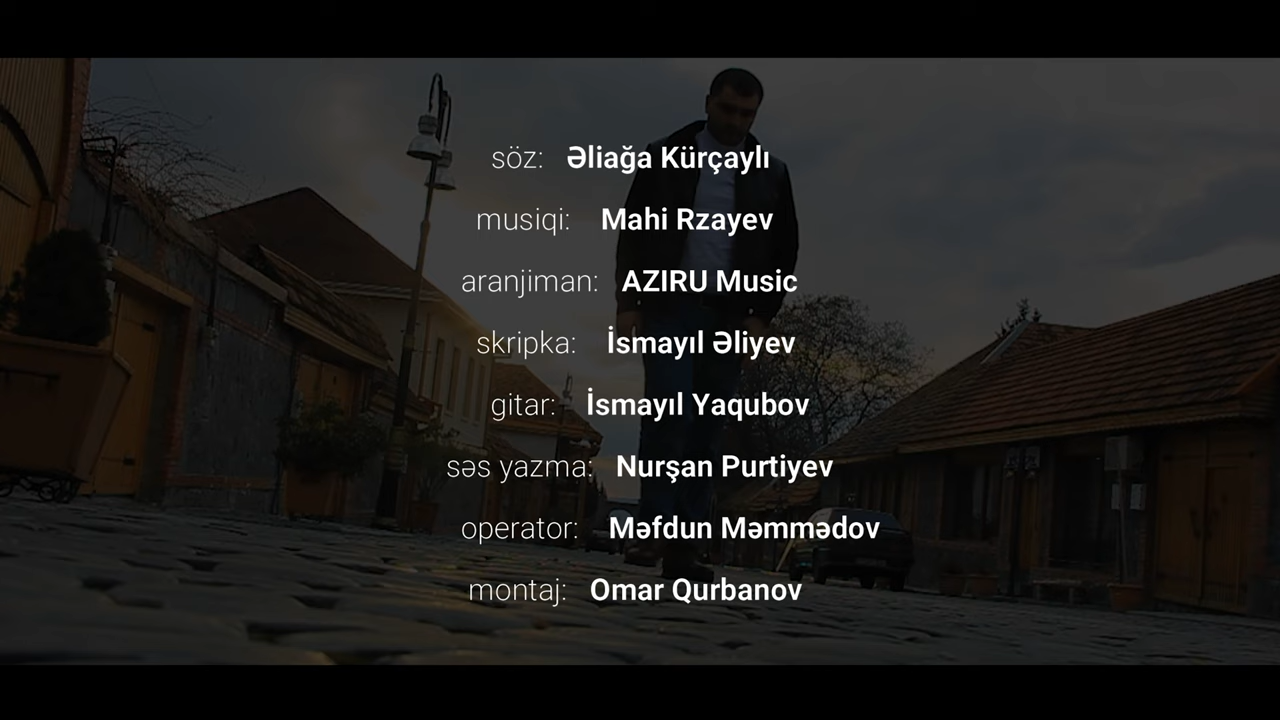 söz: Əliağa Kürçaylı
musiqi: Mahi Rzayev
aranjiman: AZIRU Music
skripka: İsmayıl Əliyev
gitar: İsmayıl Yaqubov
səs yazma: Nurşan Purtiyev
operator: Məfdun Məmmədov
montaj: Omar Qurbanov